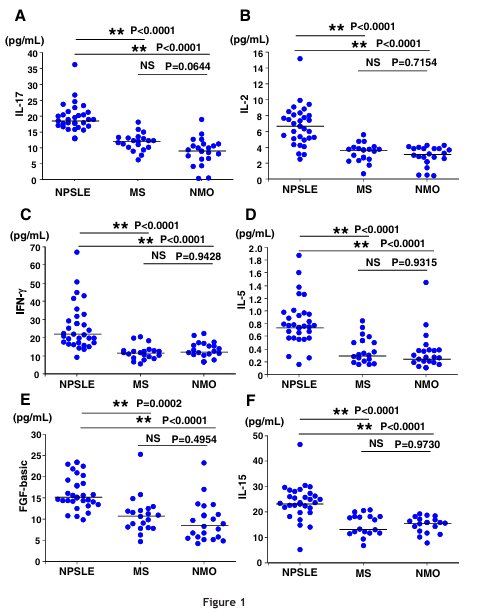 A
(pg/mL)
** P<0.0001
** P<0.0001
NS P=0.0644
IL-17
40
35
30
25
20
15
10
5
0
NPSLE MS NMO
B
(pg/mL)
** P<0.0001
** P<0.0001
NS P=0.7154
IL-2
16
14
12
10
8
6
4
2
0
NPSLE MS NMO
C
(pg/mL)
** P<0.0001
** P<0.0001
NS P=0.9428
IFN-γ
70
60
50
40
30
20
10
0
NPSLE MS NMO
D
(pg/mL)
** P<0.0001
** P<0.0001
NS P=0.9315
IL-5
2.0
1.8
1.6
1.4
1.2
1.0
0.8
0.6
0.4
0.2
0
NPSLE MS NMO
E
(pg/mL)
** P=0.0002
** P<0.0001
NS P=0.4954
FGF-basic
30
25
20
15
10
5
0
NPSLE MS NMO
F
(pg/mL)
** P<0.0001
** P<0.0001
NS P=0.9730
IL-15
50
40
30
20
10
0
NPSLE MS NMO
Figure 1